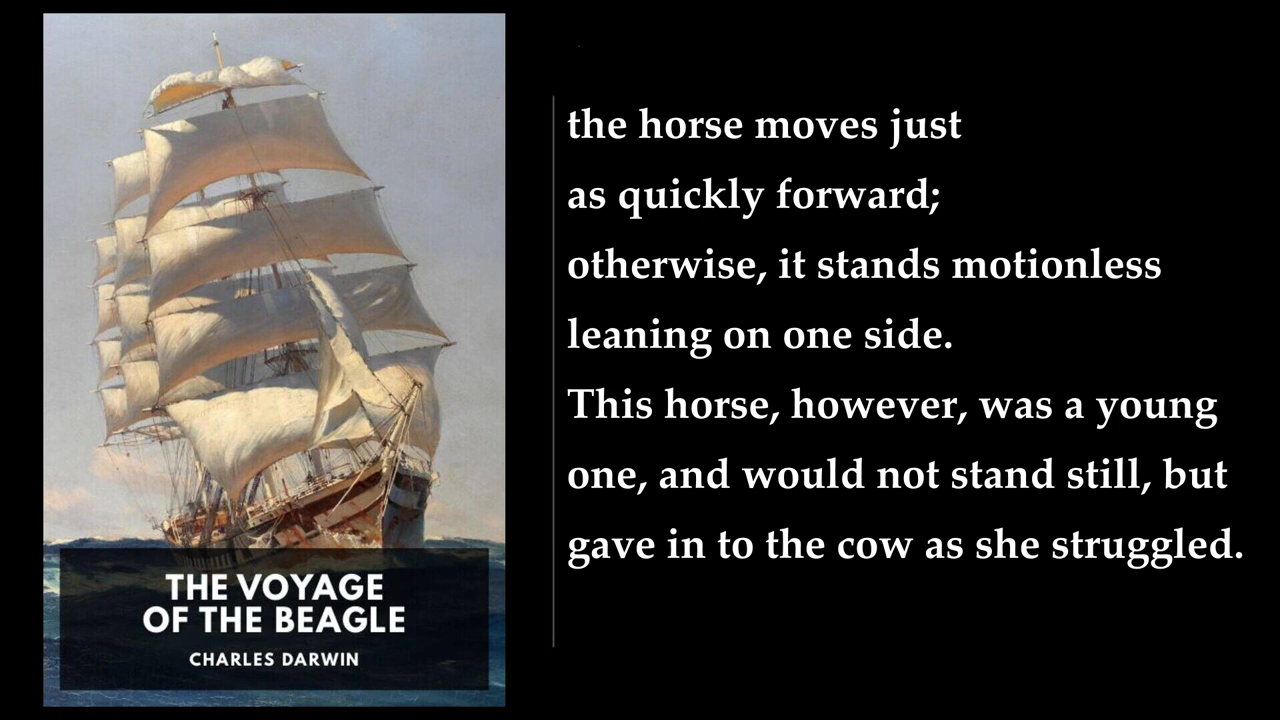 THE VOYAGE
OF THE BEAGLE
CHARLES DARWIN
the horse moves just
as quickly forward;
otherwise, it stands motionless
leaning on one side.
This horse, however, was a young
one, and would not stand still, but
gave in to the cow as she struggled.